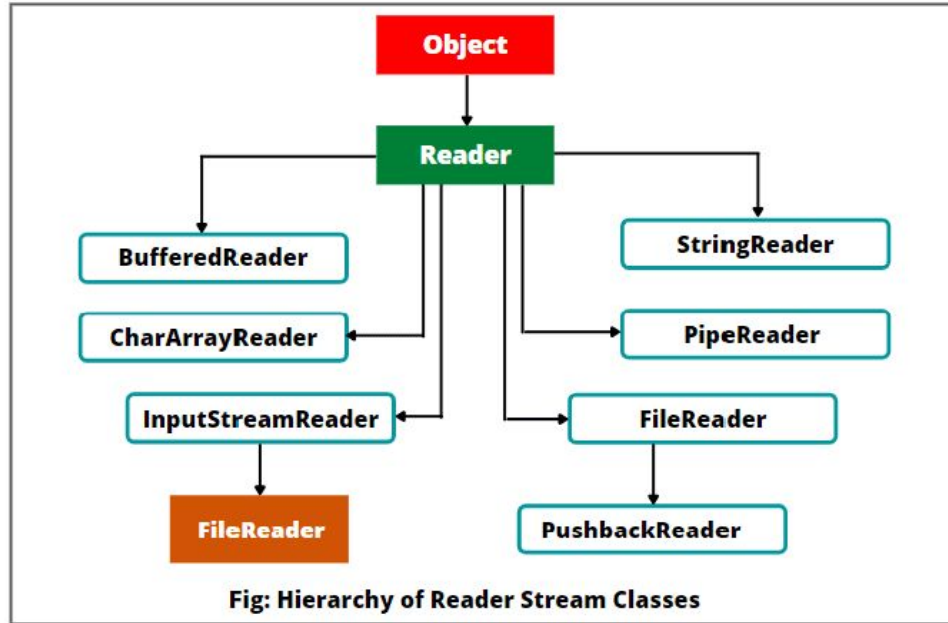 Object
Reader
BufferedReader
StringReader
CharArrayReader
PipeReader
InputStreamReader
FileReader
FileReader
PushbackReader
Fig: Hierarchy of Reader Stream Classes